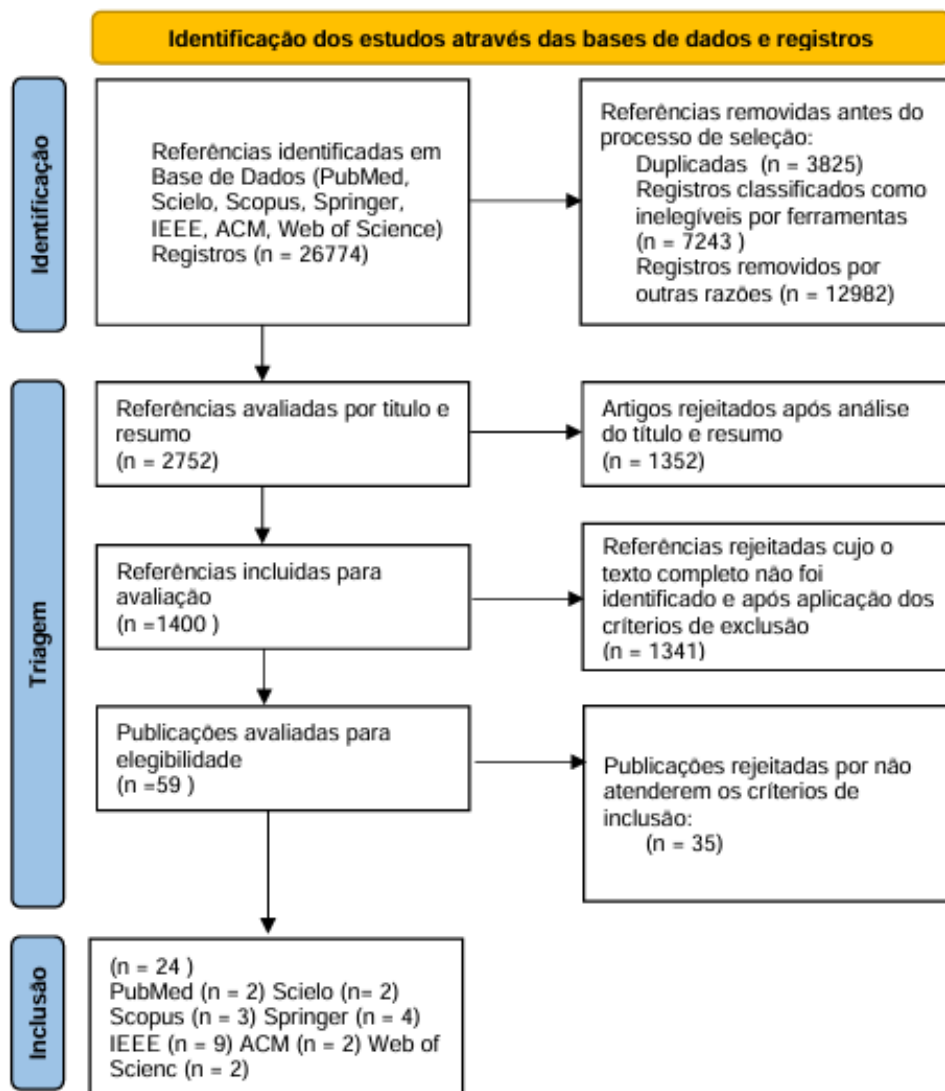 Identificação dos estudos através das bases de dados e registros
Identificação
Referências identificadas em
Base de Dados (PubMed,
Scielo, Scopus, Springer,
IEEE, ACM, Web of Science)
Registros (n = 26774)
Referências removidas antes do
processo de seleção:
Duplicadas (n = 3825)
Registros classificados como
inelegíveis por ferramentas
(n = 7243 )
Registros removidos por
outras razões (n = 12982)
Triagem
Referências avaliadas por titulo e
resumo
(n = 2752)
Artigos rejeitados após análise
do título e resumo
(n = 1352)
Referências incluidas para
avaliação
(n =1400 )
Referências rejeitadas cujo o
texto completo não foi
identificado e após aplicação dos
críterios de exclusão
(n = 1341)
Publicações avaliadas para
elegibilidade
(n =59 )
Publicações rejeitadas por não
atenderem os críterios de
inclusão:
(n = 35)
Inclusão
(n = 24 )
PubMed (n = 2) Scielo (n= 2)
Scopus (n = 3) Springer (n = 4)
IEEE (n = 9) ACM (n = 2) Web of
Scienc (n = 2)